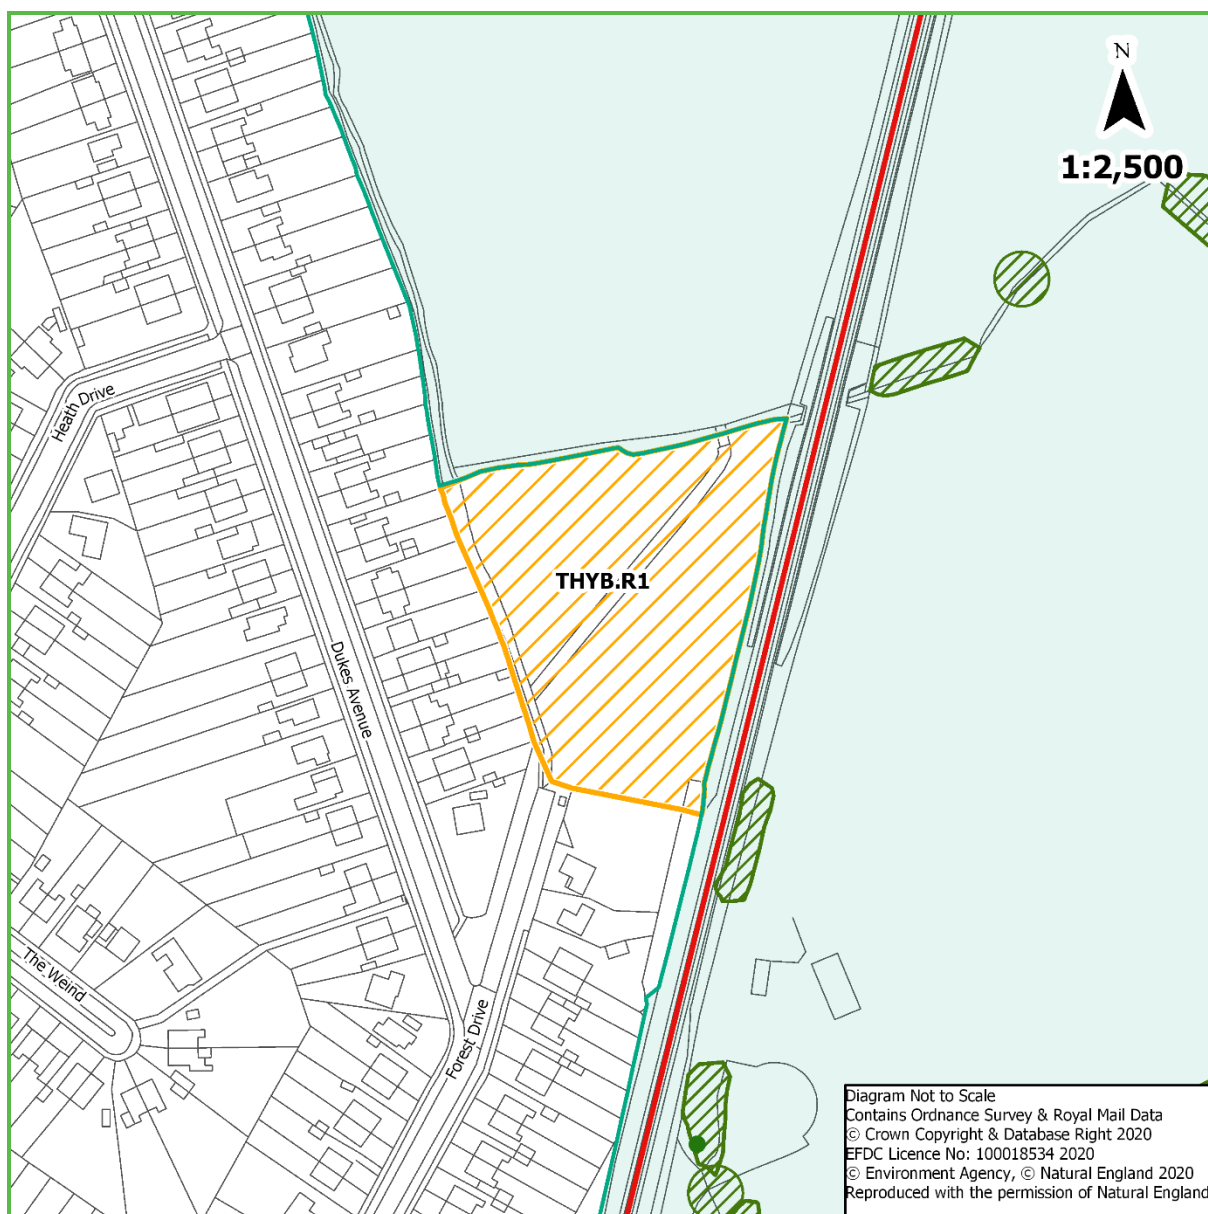 N
1:2,500
Heath Drive
THYB.R1
Dukes Avenue
The Weind
Forest Drive
Diagram Not to Scale
Contains Ordnance Survey & Royal Mail Data
© Crown Copyright & Database Right 2020
EFDC Licence No: 100018534 2020
© Environment Agency, © Natural England 2020
Reproduced with the permission of Natural England